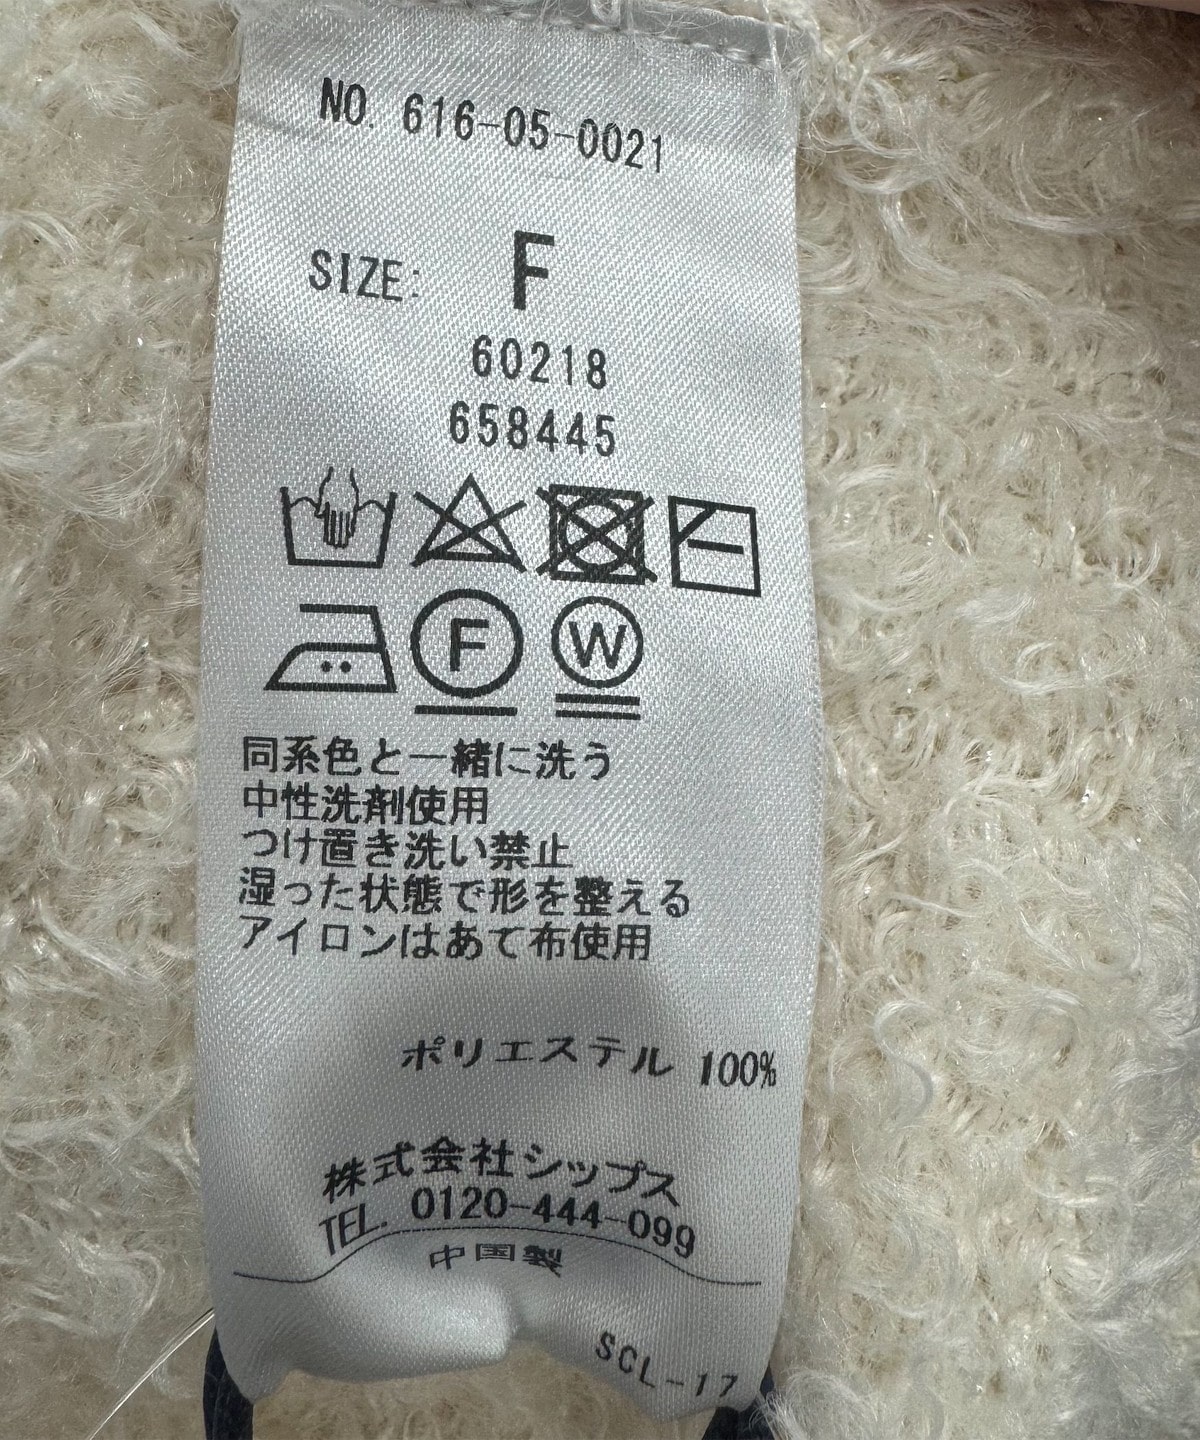 NO. 616-05-0021
SIZE: F
60218
658445
F W
同系色と一緒に洗う
中性洗剤使用
つけ置き洗い禁止
湿った状態で形を整える
アイロンはあて布使用
ポリエステル 100%
株式会社シップス
TEL. 0120-444-099
中国製
SCL-17